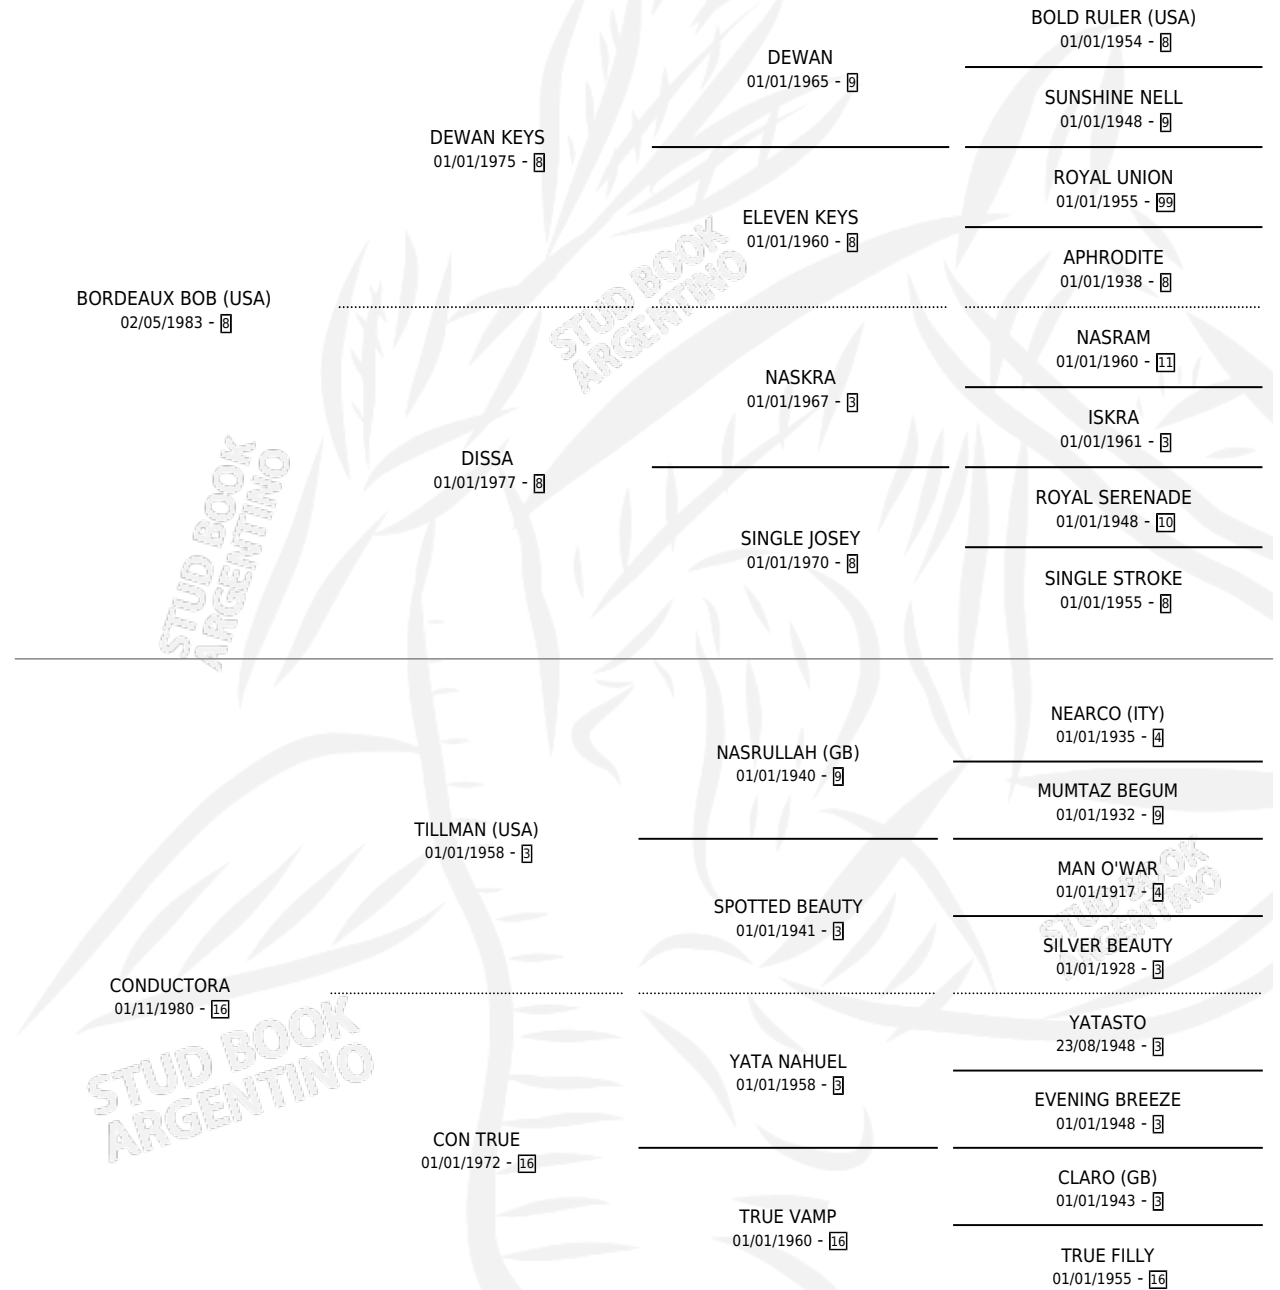 BORDEAUX BOB (USA)
02/05/1983 - 8
DEWAN KEYS
01/01/1975 - 8
DISSA
01/01/1977 - 8
DEWAN
01/01/1965 - 9
ELEVEN KEYS
01/01/1960 - 8
NASKRA
01/01/1967 - 3
SINGLE JOSEY
01/01/1970 - 8
BOLD RULER (USA)
01/01/1954 - 8
SUNSHINE NELL
01/01/1948 - 9
ROYAL UNION
01/01/1955 - 99
APHRODITE
01/01/1938 - 8
NASRAM
01/01/1960 - 11
ISKRA
01/01/1961 - 3
ROYAL SERENADE
01/01/1948 - 10
SINGLE STROKE
01/01/1955 - 8
CONDUCTORA
01/11/1980 - 16
TILLMAN (USA)
01/01/1958 - 3
CON TRUE
01/01/1972 - 16
NASRULLAH (GB)
01/01/1940 - 9
SPOTTED BEAUTY
01/01/1941 - 3
YATA NAHUEL
01/01/1958 - 3
TRUE VAMP
01/01/1960 - 16
NEARCO (ITY)
01/01/1935 - 4
MUMTAZ BEGUM
01/01/1932 - 9
MAN O'WAR
01/01/1917 - 4
SILVER BEAUTY
01/01/1928 - 3
YATASTO
23/08/1948 - 3
EVENING BREEZE
01/01/1948 - 3
CLARO (GB)
01/01/1943 - 3
TRUE FILLY
01/01/1955 - 16
STUD BOOK
ARGENTINO
STUD BOOK
ARGENTINO
STUD BOOK
ARGENTINO
STUD BOOK
ARGENTINO